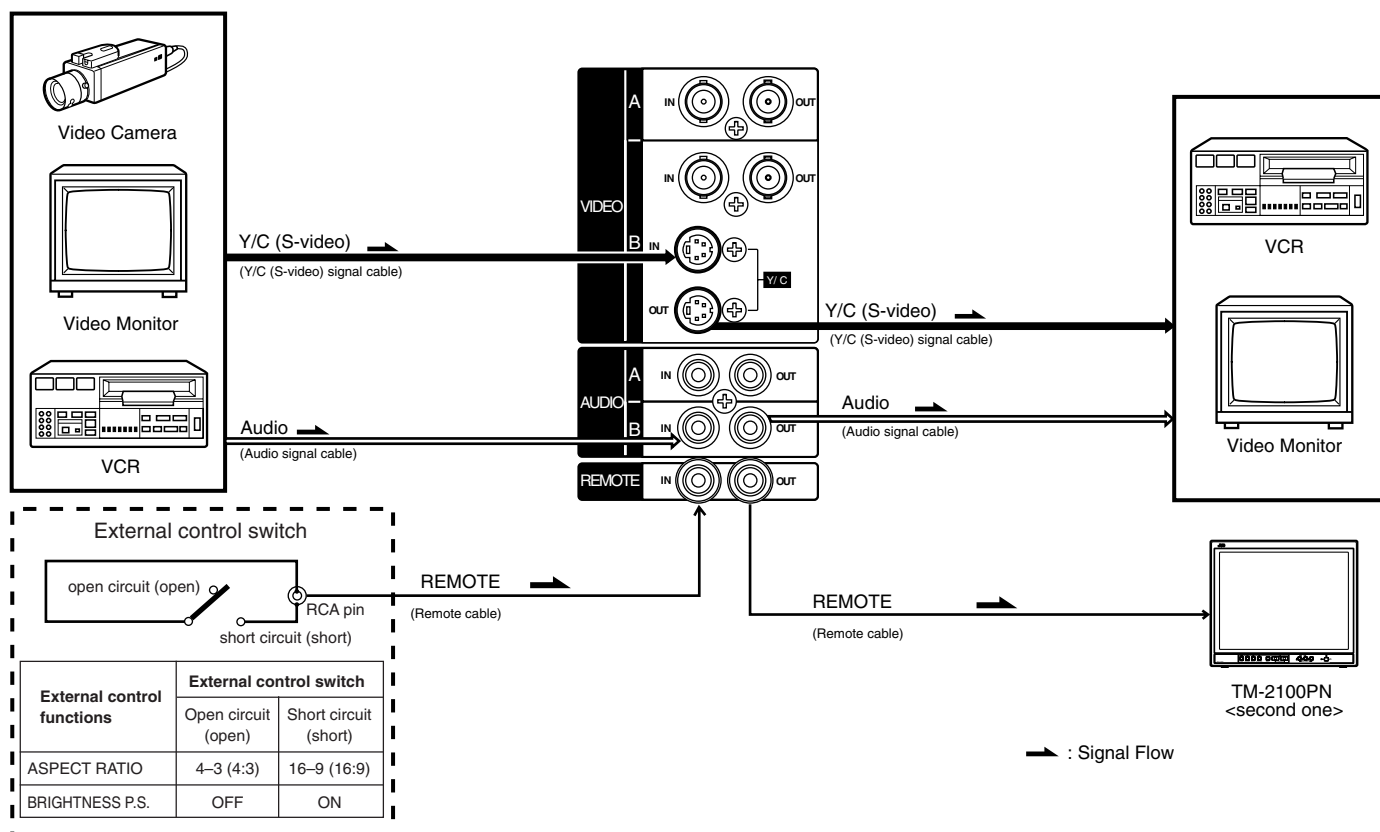 Video Camera
Video Monitor
VCR
Y/C (S-video)
(Y/C (S-video) signal cable)
Audio
(Audio signal cable)
VIDEO
A
IN
OUT
IN
OUT
B
IN
Y/ C
OUT
AUDIO
A
IN
OUT
B
IN
OUT
REMOTE
IN
OUT
Y/C (S-video)
(Y/C (S-video) signal cable)
Audio
(Audio signal cable)
VCR
Video Monitor
External control switch
open circuit (open)
RCA pin
short circuit (short)
REMOTE
(Remote cable)
REMOTE
(Remote cable)
TM-2100PN
<second one>
: Signal Flow
External control functions
External control switch
Open circuit (open)
Short circuit (short)
ASPECT RATIO 4–3 (4:3) 16–9 (16:9)
BRIGHTNESS P.S. OFF ON